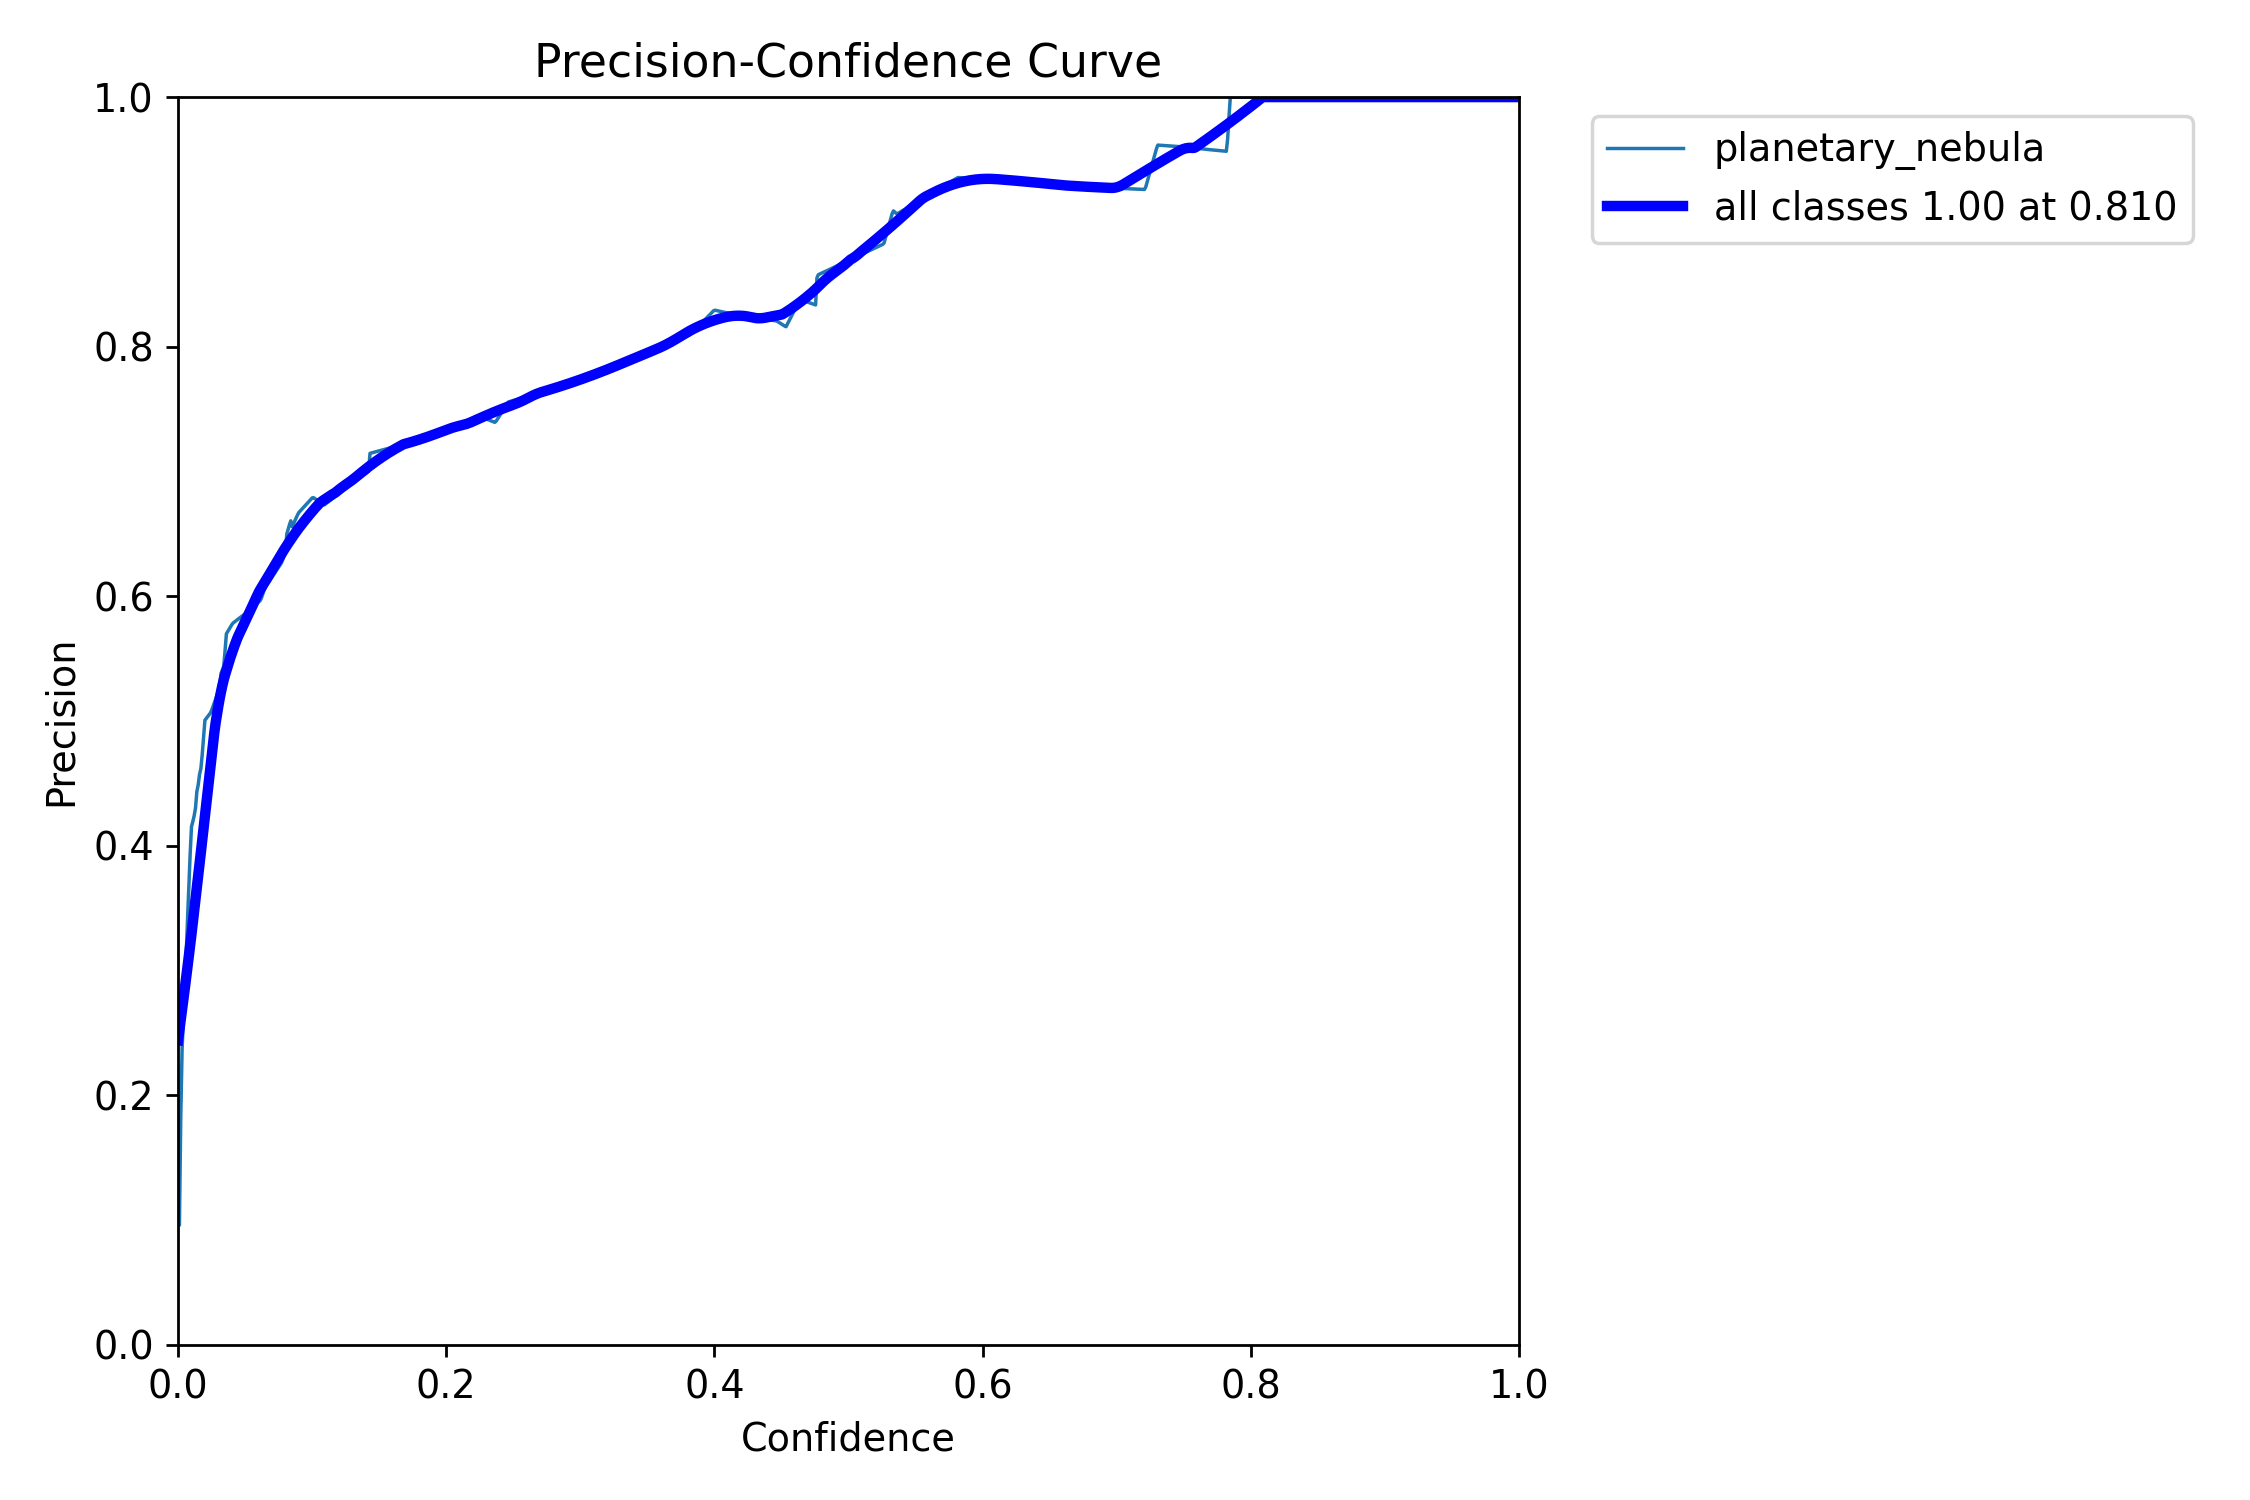 Precision-Confidence Curve
1.0
0.8
0.6
0.4
0.2
0.0
Precision
0.0 0.2 0.4 0.6 0.8 1.0
Confidence
planetary_nebula
all classes 1.00 at 0.810